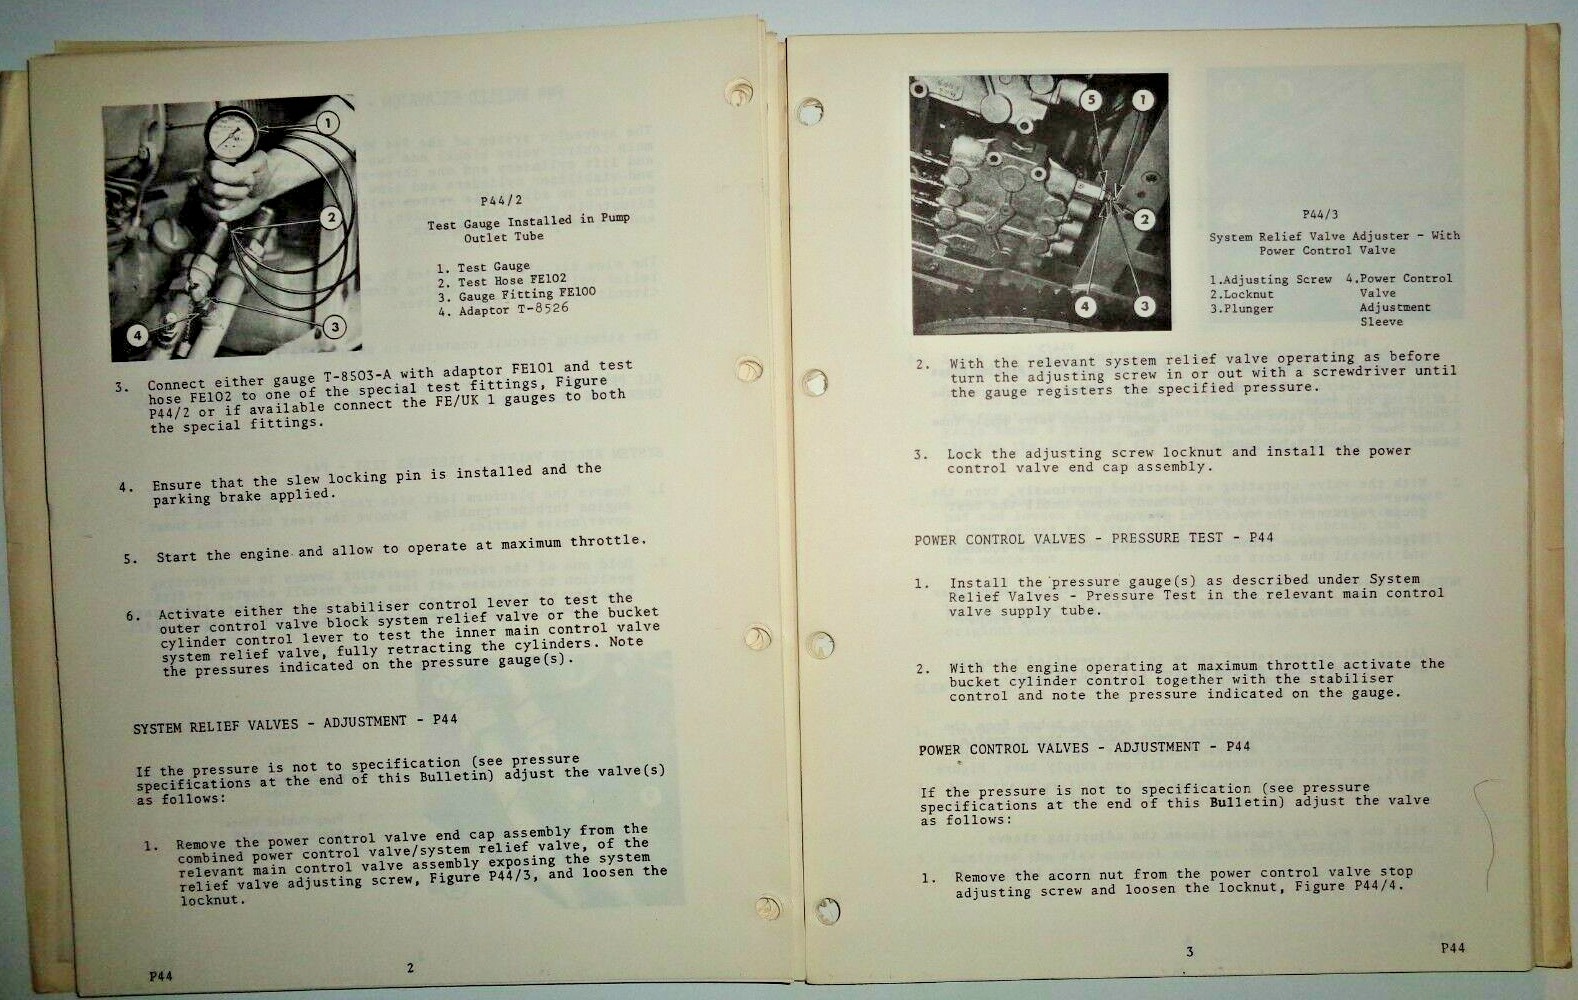 1
2
3
4
P44/2
Test Gauge Installed in Pump
Outlet Tube
1. Test Gauge
2. Test Hose FE102
3. Gauge Fitting FE100
4. Adaptor T-8526
3. Connect either gauge T-8503-A with adaptor FE101 and test
hose FE102 to one of the special test fittings, Figure
P44/2 or if available connect the FE/UK 1 gauges to both
the special fittings.
4. Ensure that the slew locking pin is installed and the
parking brake applied.
5. Start the engine and allow to operate at maximum throttle.
6. Activate either the stabiliser control lever to test the
outer control valve block system relief valve or the bucket
cylinder control lever to test the inner main control valve
system relief valve, fully retracting the cylinders. Note
the pressures indicated on the pressure gauge(s).
SYSTEM RELIEF VALVES - ADJUSTMENT - P44
If the pressure is not to specification (see pressure
specifications at the end of this Bulletin) adjust the valve(s)
as follows:
1. Remove the power control valve end cap assembly from the
combined power control valve/system relief valve, of the
relevant main control valve assembly exposing the system
relief valve adjusting screw, Figure P44/3, and loosen the
locknut.
P44
2
5
1
2
4
3
P44/3
System Relief Valve Adjuster - With
Power Control Valve
1.Adjusting Screw 4.Power Control
2.Locknut Valve
3.Plunger Adjustment
Sleeve
2. With the relevant system relief valve operating as before
turn the adjusting screw in or out with a screwdriver until
the gauge registers the specified pressure.
3. Lock the adjusting screw locknut and install the power
control valve end cap assembly.
POWER CONTROL VALVES - PRESSURE TEST - P44
1. Install the pressure gauge(s) as described under System
Relief Valves - Pressure Test in the relevant main control
valve supply tube.
2. With the engine operating at maximum throttle activate the
bucket cylinder control together with the stabiliser
control and note the pressure indicated on the gauge.
POWER CONTROL VALVES - ADJUSTMENT - P44
If the pressure is not to specification (see pressure
specifications at the end of this Bulletin) adjust the valve
as follows:
1. Remove the acorn nut from the power control valve stop
adjusting screw and loosen the locknut, Figure P44/4.
3
P44